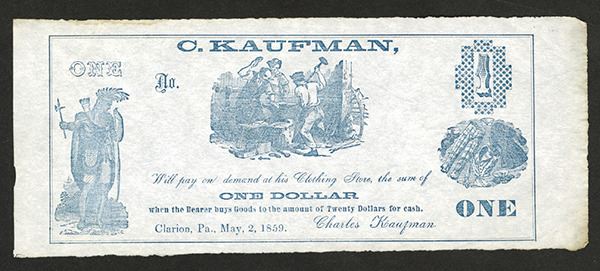 C. KAUFMAN,
ONE
No.
1
Will pay on demand at his Clothing Store, the sum of
ONE DOLLAR
when the Bearer buys Goods to the amount of Twenty Dollars for cash.
Clarion, Pa., May, 2, 1859.
Charles Kaufman
ONE